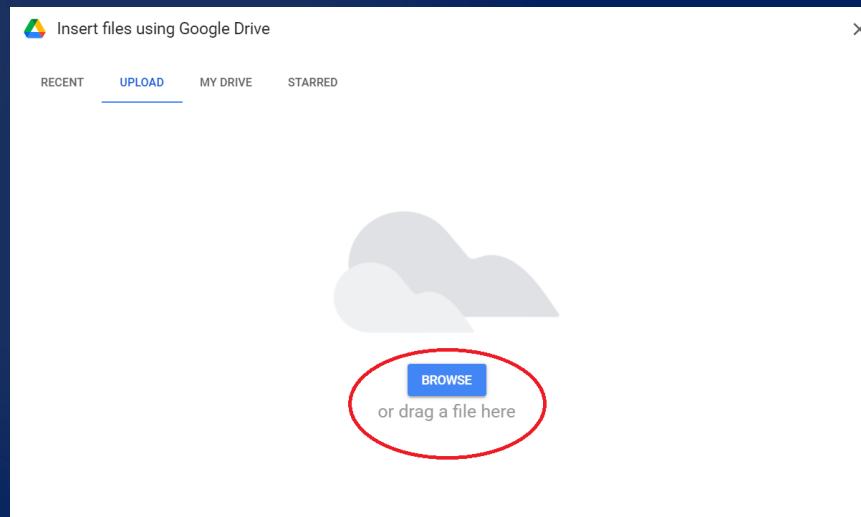 Insert files using Google Drive
RECENT UPLOAD MY DRIVE STARRED
BROWSE
or drag a file here